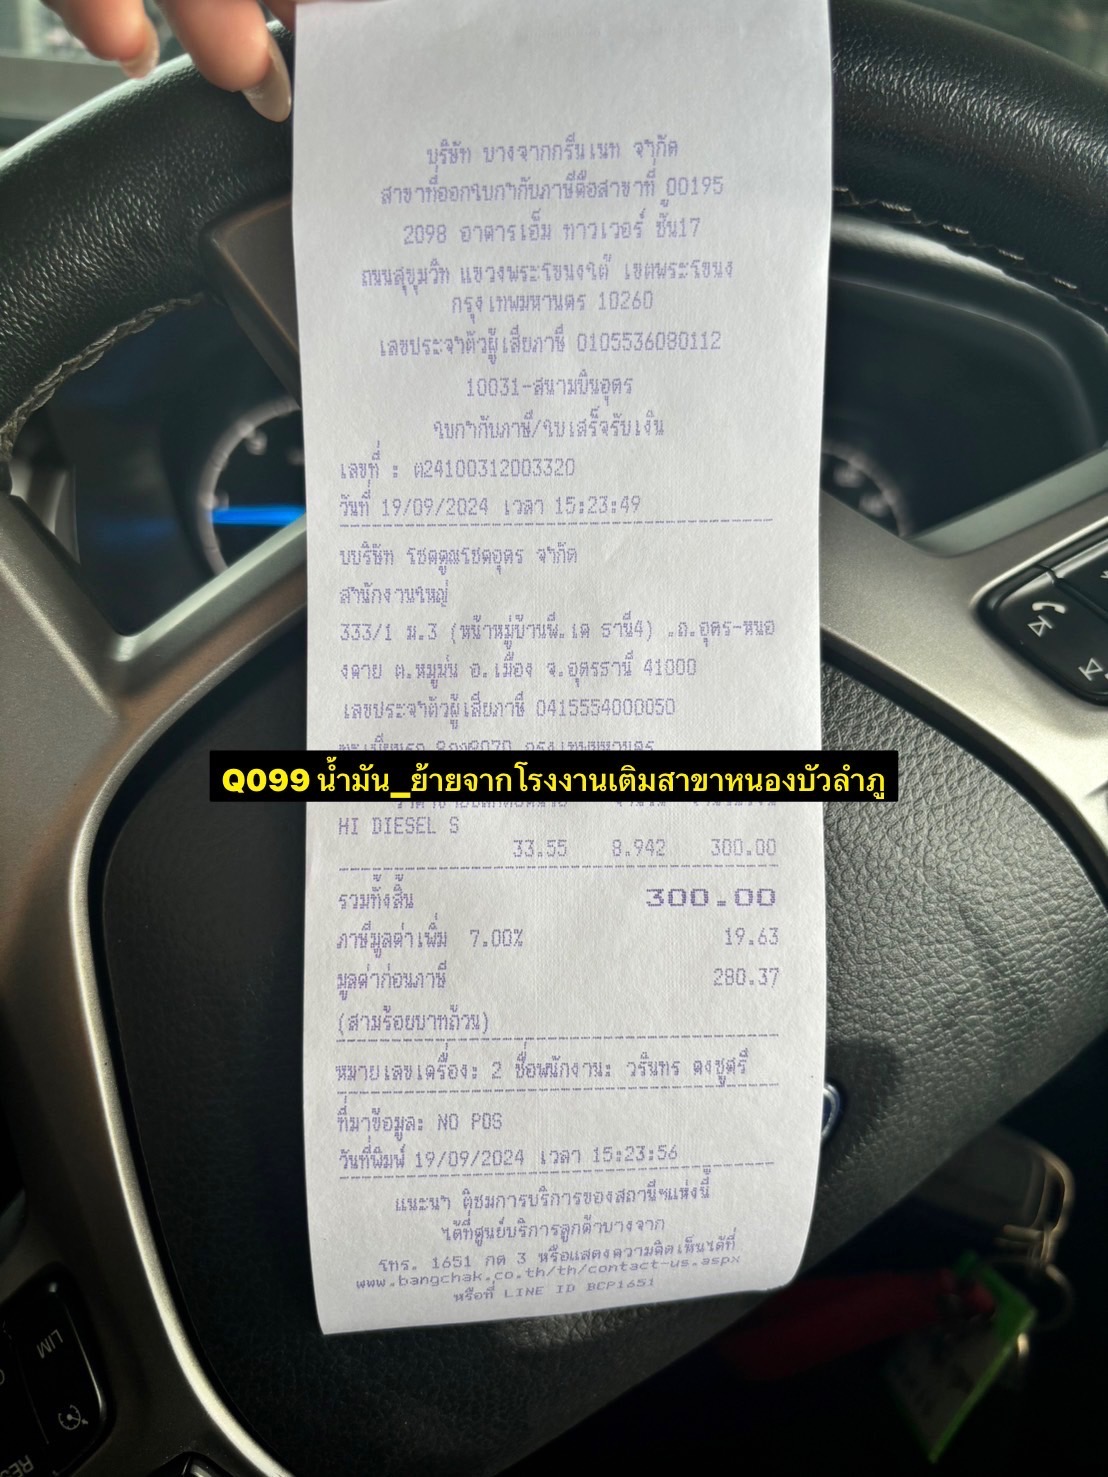 บริษัท บางจากกรีนเนท จำกัด
สาขาที่ออกใบกำกับภาษีคือสาขาที่ 00195
2098 อาคารเอ็ม ทาวเวอร์ ชั้น17
ถนนสุขุมวิท แขวงพระโขนงใต้ เขตพระโขนง
กรุงเทพมหานคร 10260
เลขประจำตัวผู้เสียภาษี 0105536080112
10031-สนามบินอุดร
ใบกำกับภาษี/ใบเสร็จรับเงิน
เลขที่ : ต24100312003320
วันที่ 19/09/2024 เวลา 15:23:49
บบริษัท โชคคูณโชคอุดร จำกัด
สำนักงานใหญ่
333/1 ม.3 (หน้าหมู่บ้านพี.เค ธานี4) .ถ.อุดร-หนอ
งคาย ต.หมูม่น อ.เมือง จ.อุดรธานี 41000
เลขประจำตัวผู้เสียภาษี 0415554000050
Q099 น้ำมัน_ย้ายจากโรงงานเติมสาขาหนองบัวลำภู
HI DIESEL S
33.55 8.942 300.00
รวมทั้งสิ้น 300.00
ภาษีมูลค่าเพิ่ม 7.00% 19.63
มูลค่าก่อนภาษี 280.37
(สามร้อยบาทถ้วน)
หมายเลขเครื่อง: 2 ชื่อพนักงาน: วรินทร คงชูศรี
ที่มาข้อมูล: NO POS
วันที่พิมพ์ 19/09/2024 เวลา 15:23:56
แนะนำ ติชมการบริการของสถานีฯแห่งนี้
ได้ที่ศูนย์บริการลูกค้าบางจาก
โทร. 1651 กด 3 หรือแสดงความคิดเห็นได้ที่
www.bangchak.co.th/th/contact-us.aspx
หรือที่ LINE ID BCP1651
LIM